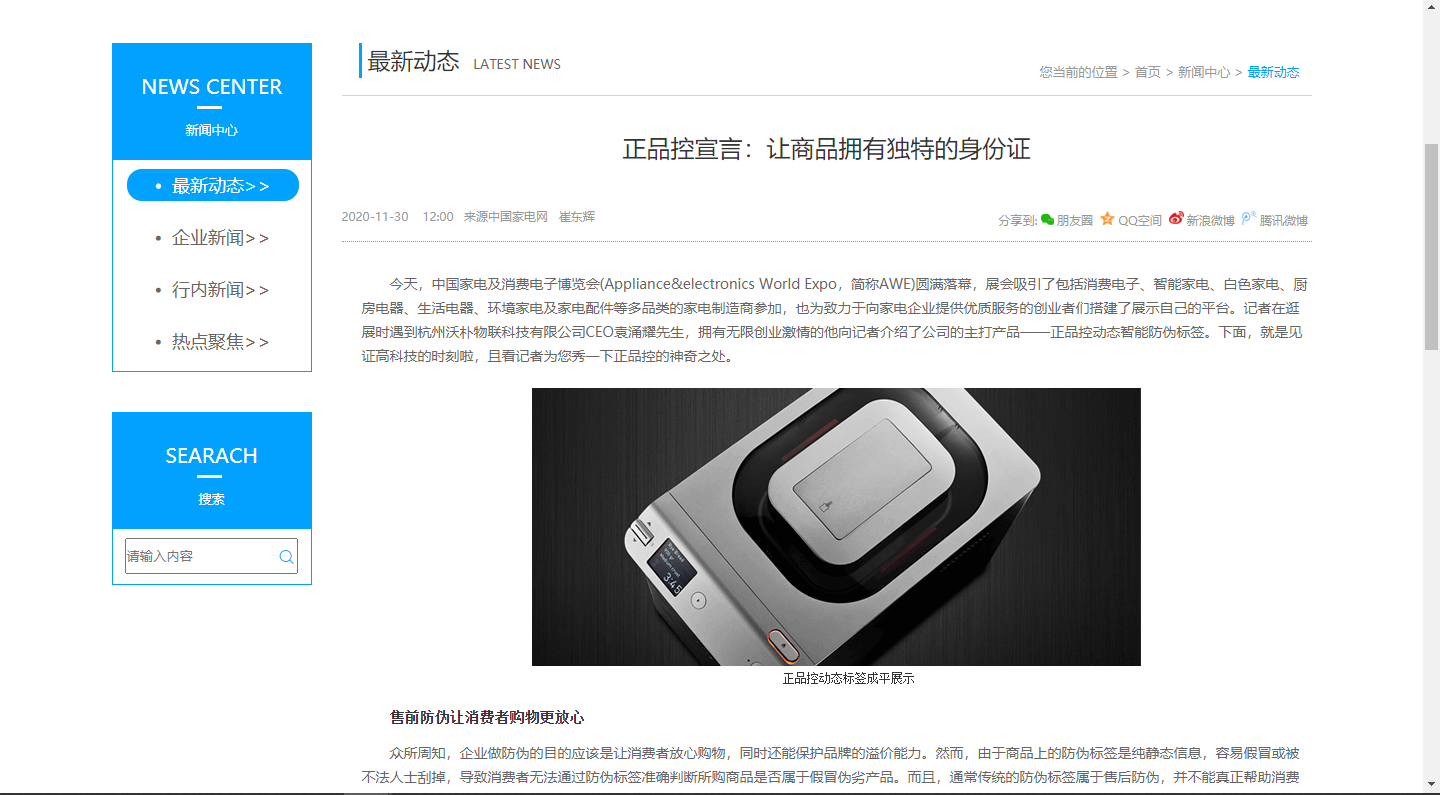 NEWS CENTER
新闻中心
• 最新动态>>
• 企业新闻>>
• 行内新闻>>
• 热点聚焦>>
SEARACH
搜索
请输入内容
最新动态 LATEST NEWS
您当前的位置 > 首页 > 新闻中心 > 最新动态
正品控宣言：让商品拥有独特的身份证
2020-11-30 12:00 来源中国家电网 崔东辉
分享到: 朋友圈 QQ空间 新浪微博 腾讯微博
今天，中国家电及消费电子博览会(Appliance&electronics World Expo，简称AWE)圆满落幕，展会吸引了包括消费电子、智能家电、白色家电、厨
房电器、生活电器、环境家电及家电配件等多品类的家电制造商参加，也为致力于向家电企业提供优质服务的创业者们搭建了展示自己的平台。记者在逛
展时遇到杭州沃朴物联科技有限公司CEO袁涌耀先生，拥有无限创业激情的他向记者介绍了公司的主打产品——正品控动态智能防伪标签。下面，就是见
证高科技的时刻啦，且看记者为您秀一下正品控的神奇之处。
3:45
正品控动态标签成平展示
售前防伪让消费者购物更放心
众所周知，企业做防伪的目的应该是让消费者放心购物，同时还能保护品牌的溢价能力。然而，由于商品上的防伪标签是纯静态信息，容易假冒或被
不法人士刮掉，导致消费者无法通过防伪标签准确判断所购商品是否属于假冒伪劣产品。而且，通常传统的防伪标签属于售后防伪，并不能真正帮助消费